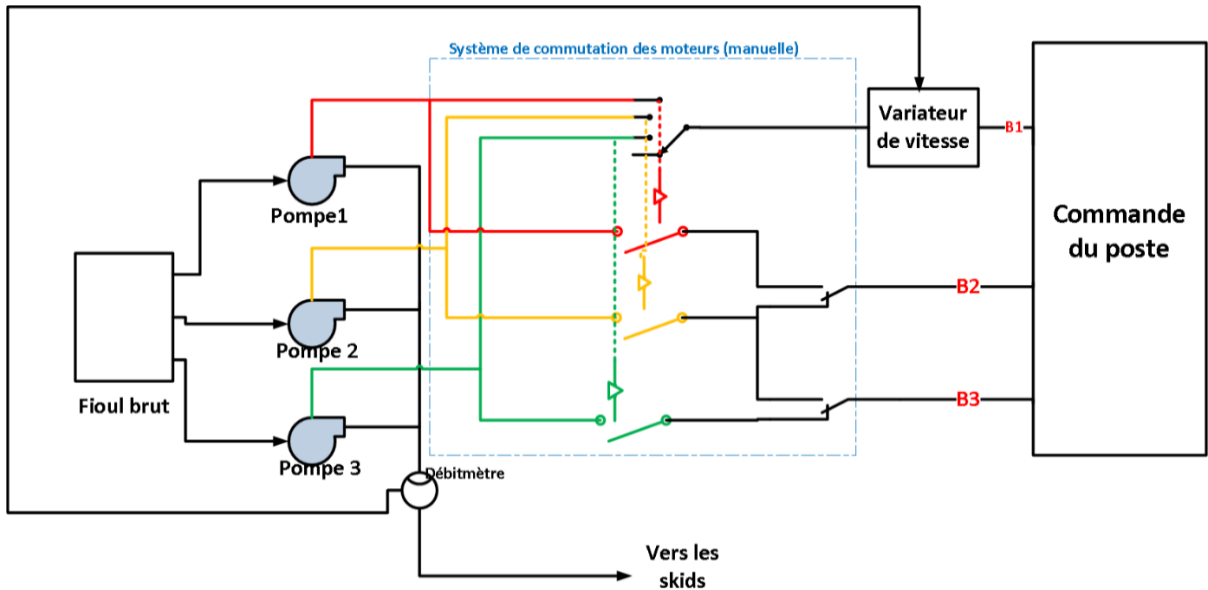 Système de commutation des moteurs (manuelle)
Variateur
de vitesse
B1
Commande
du poste
Pompe1
B2
Pompe 2
Fioul brut
B3
Pompe 3
Débitmètre
Vers les
skids